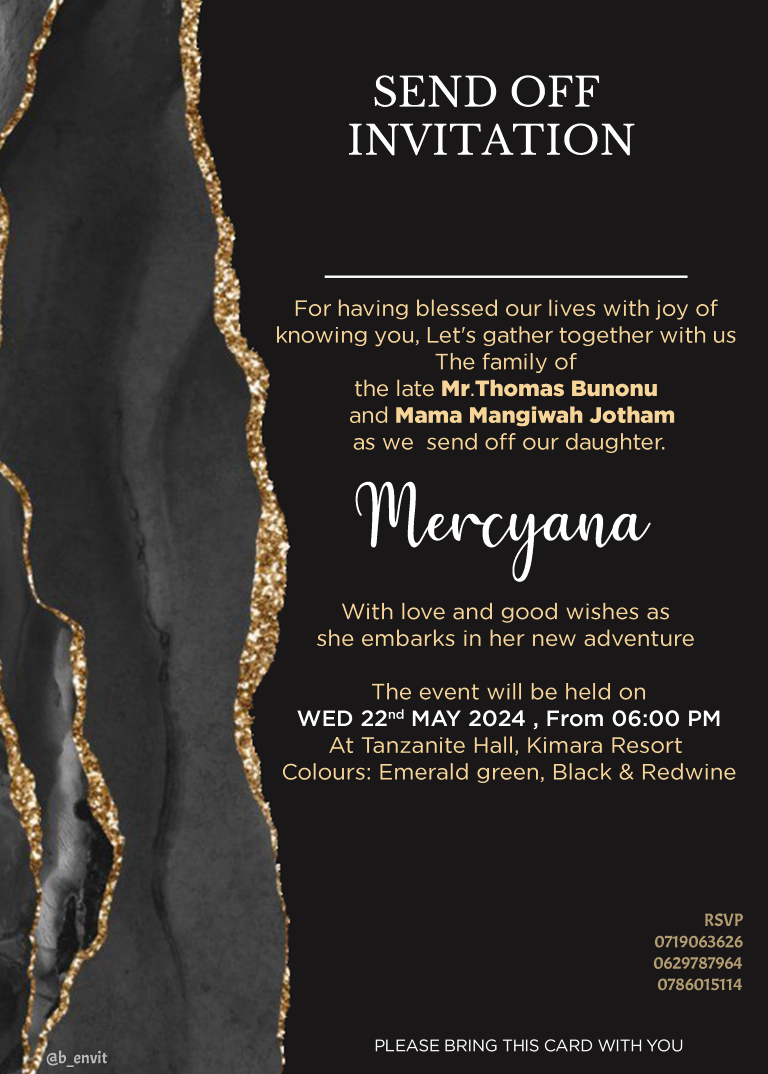 SEND OFF
INVITATION
For having blessed our lives with joy of
knowing you, Let's gather together with us
The family of
the late Mr.Thomas Bunonu
and Mama Mangiwah Jotham
as we send off our daughter.
Mercyana
With love and good wishes as
she embarks in her new adventure
The event will be held on
WED 22nd MAY 2024 , From 06:00 PM
At Tanzanite Hall, Kimara Resort
Colours: Emerald green, Black & Redwine
RSVP
0719063626
0629787964
0786015114
PLEASE BRING THIS CARD WITH YOU
@b_envit